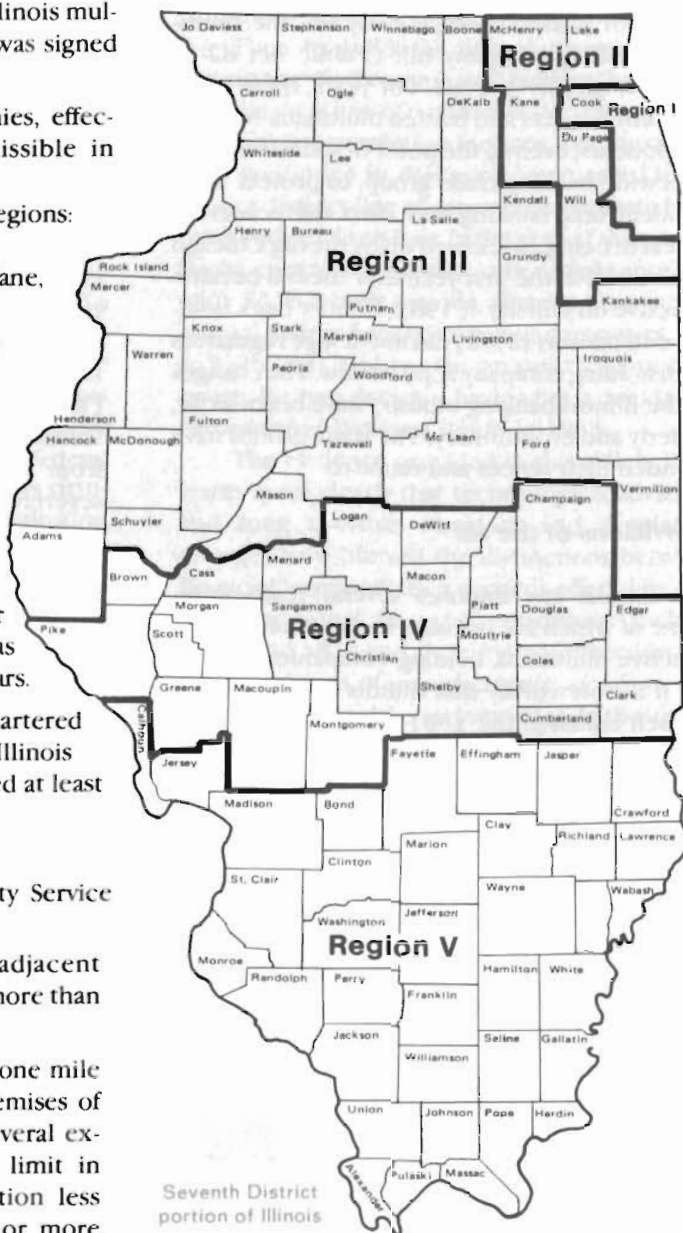 llinois mul-
was signed
nies, effec-
issible in
egions:
ane,
r
as
ars.
artered
Illinois
ed at least
ty Service
adjacent
more than
one mile
emises of
everal ex-
limit in
tion less
or more
Jo Daviess
Stephenson
Winnebago
Boone
McHenry
Lake
Region II
Carroll
Ogle
DeKalb
Kane
Cook
Region I
Du Page
Whiteside
Lee
Kendall
Will
La Salle
Henry
Bureau
Region III
Grundy
Rock Island
Mercer
Putnam
Kankakee
Knox
Stark
Marshall
Livingston
Warren
Peoria
Woodford
Iroquois
Henderson
Fulton
Hancock
McDonough
Tazewell
McLean
Ford
Mason
Vermilion
Schuyler
Logan
DeWitt
Champaign
Adams
Brown
Cass
Menard
Macon
Morgan
Sangamon
Piatt
Douglas
Edgar
Pike
Scott
Region IV
Moultrie
Christian
Coles
Shelby
Greene
Macoupin
Clark
Calhoun
Montgomery
Cumberland
Jersey
Fayette
Effingham
Jasper
Madison
Bond
Crawford
Clay
Richland
Lawrence
Marion
Clinton
St. Clair
Wayne
Wabash
Washington
Jefferson
Region V
Monroe
Randolph
Perry
Hamilton
White
Franklin
Jackson
Saline
Gallatin
Williamson
Union
Johnson
Pope
Hardin
Alexander
Pulaski
Massac
Seventh District
portion of Illinois